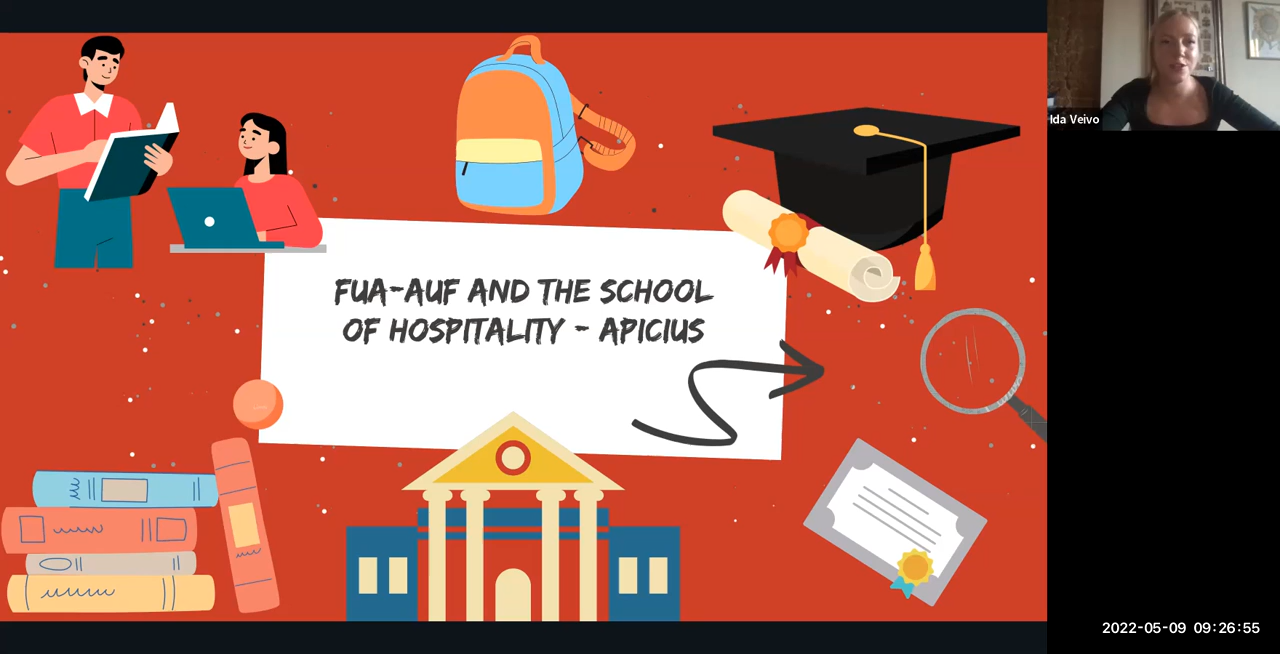 FUA-AUF AND THE SCHOOL
OF HOSPITALITY - APICIUS
Ida Veivo
2022-05-09 09:26:55